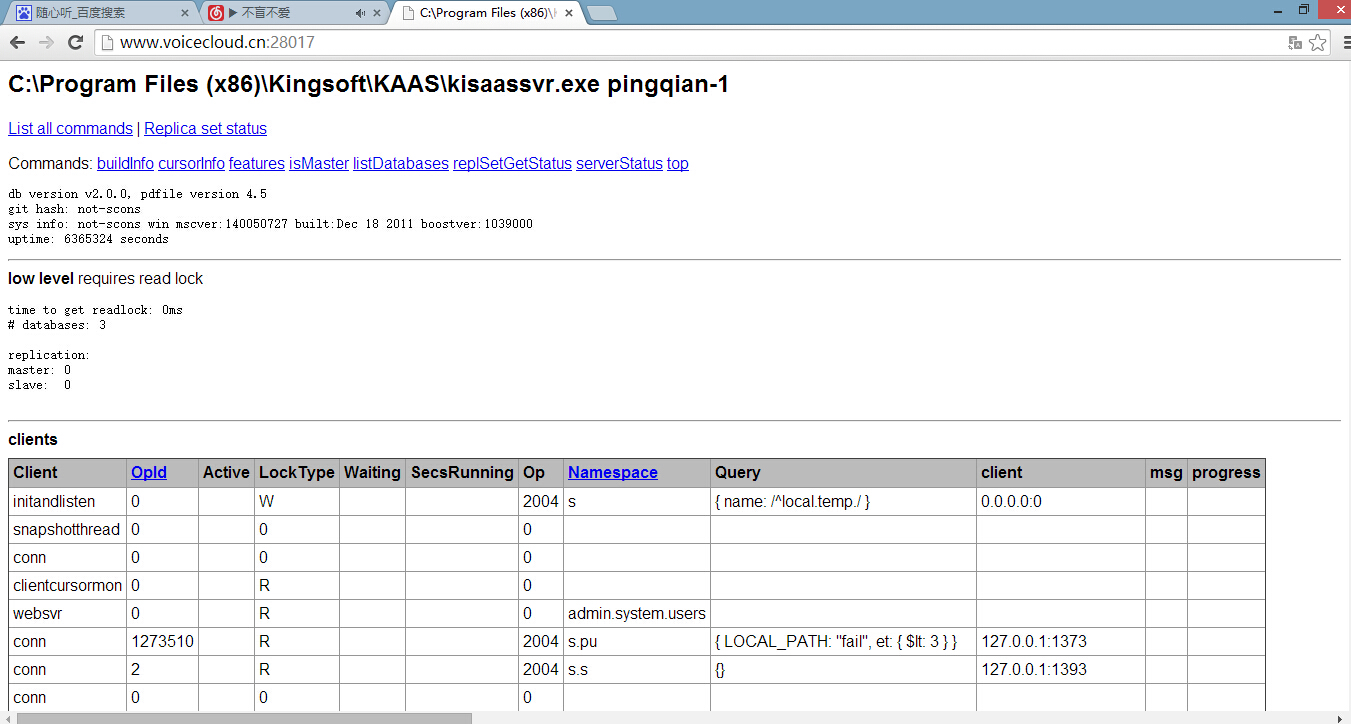 随心听_百度搜索
不盲不爱
C:\Program Files (x86)\
www.voicecloud.cn:28017
C:\Program Files (x86)\Kingsoft\KAAS\kisaassvr.exe pingqian-1
List all commands | Replica set status
Commands: buildInfo cursorInfo features isMaster listDatabases replSetGetStatus serverStatus top
db version v2.0.0, pdfile version 4.5
git hash: not-scons
sys info: not-scons win mscver:140050727 built:Dec 18 2011 boostver:1039000
uptime: 6365324 seconds
low level requires read lock
time to get readlock: 0ms
# databases: 3
replication:
master: 0
slave: 0
clients
Client OpId Active LockType Waiting SecsRunning Op Namespace Query client msg progress
initandlisten 0 W 2004 s { name: /^local.temp./ } 0.0.0.0:0
snapshotthread 0 0 0
conn 0 0 0
clientcursormon 0 R 0
websvr 0 R 0 admin.system.users
conn 1273510 R 2004 s.pu { LOCAL_PATH: "fail", et: { $lt: 3 } } 127.0.0.1:1373
conn 2 R 2004 s.s {} 127.0.0.1:1393
conn 0 0 0